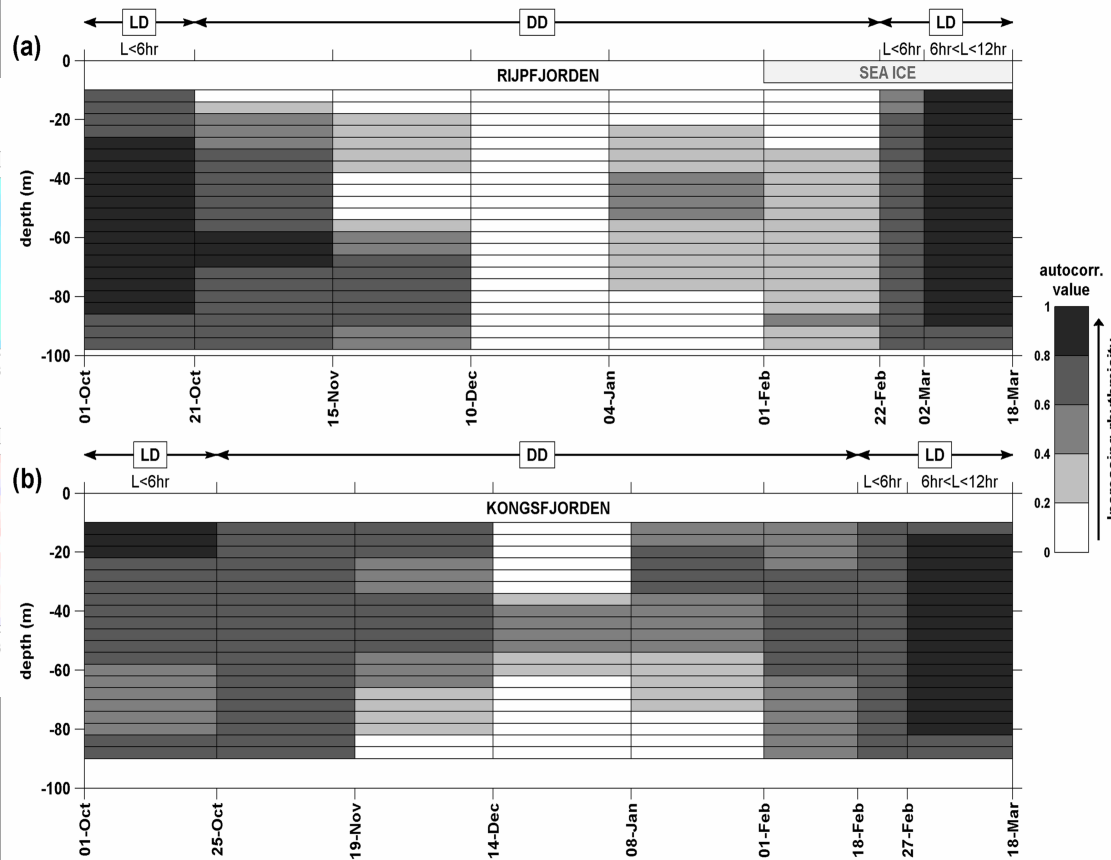 LD DD LD
(a) L<6hr L<6hr 6hr<L<12hr
0 RIJPFJORDEN SEA ICE
-20
-40
depth (m)
-60
-80
-100
01-Oct 21-Oct 15-Nov 10-Dec 04-Jan 01-Feb 22-Feb 02-Mar 18-Mar
autocorr.
value
1
0.8
0.6
0.4
0.2
0
LD DD LD
(b) L<6hr L<6hr 6hr<L<12hr
0 KONGSFJORDEN
-20
-40
depth (m)
-60
-80
-100
01-Oct 25-Oct 19-Nov 14-Dec 08-Jan 01-Feb 18-Feb 27-Feb 18-Mar